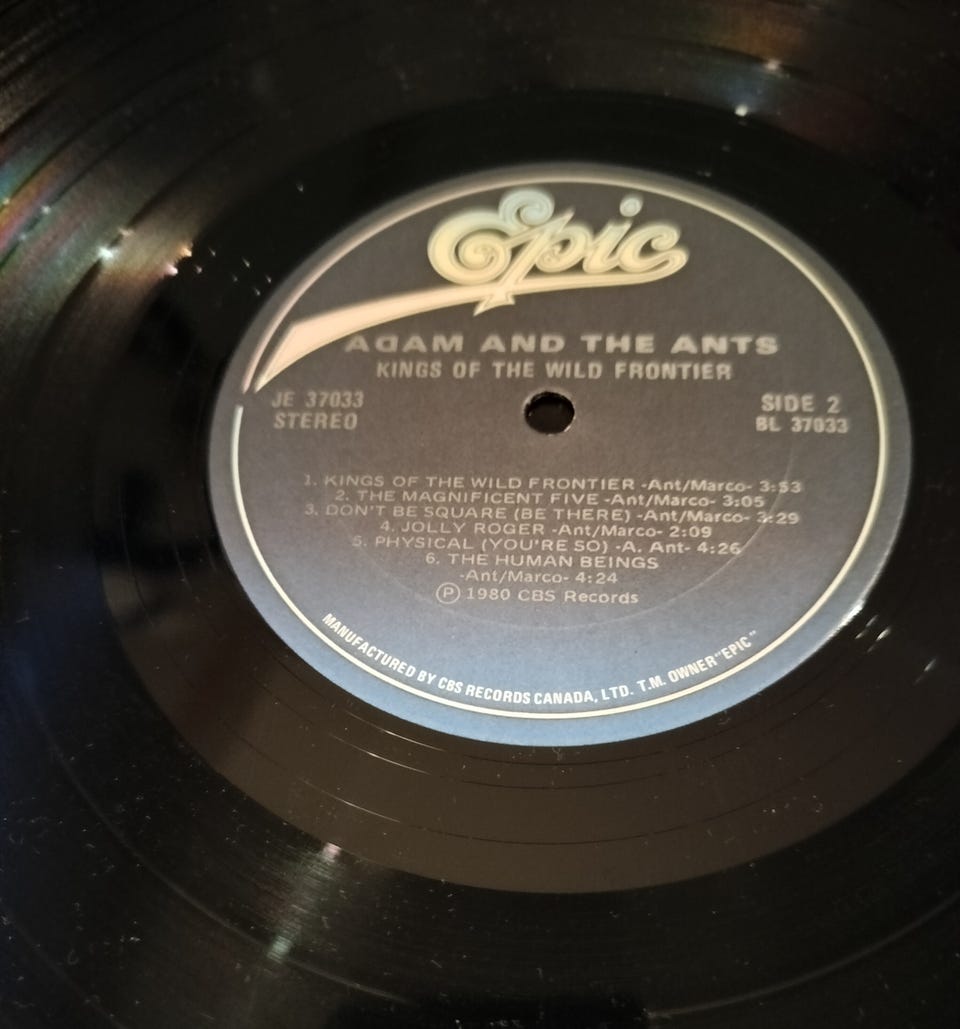 Epic
ADAM AND THE ANTS
KINGS OF THE WILD FRONTIER
JE 37033
STEREO
SIDE 2
BL 37033
1. KINGS OF THE WILD FRONTIER -Ant/Marco- 3:53
2. THE MAGNIFICENT FIVE -Ant/Marco- 3:05
3. DON'T BE SQUARE (BE THERE) -Ant/Marco- 3:29
4. JOLLY ROGER -Ant/Marco- 2:09
5. PHYSICAL (YOU'RE SO) -A. Ant- 4:26
6. THE HUMAN BEINGS
-Ant/Marco- 4:24
Ⓟ 1980 CBS Records
MANUFACTURED BY CBS RECORDS CANADA, LTD. T.M. OWNER "EPIC"